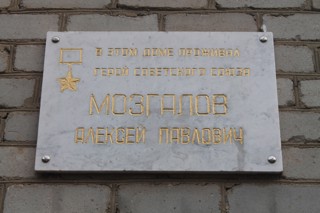 В ЭТОМ ДОМЕ ПРОЖИВАЛ
ГЕРОЙ СОВЕТСКОГО СОЮЗА
МОЗГАЛОВ
АЛЕКСЕЙ ПАВЛОВИЧ